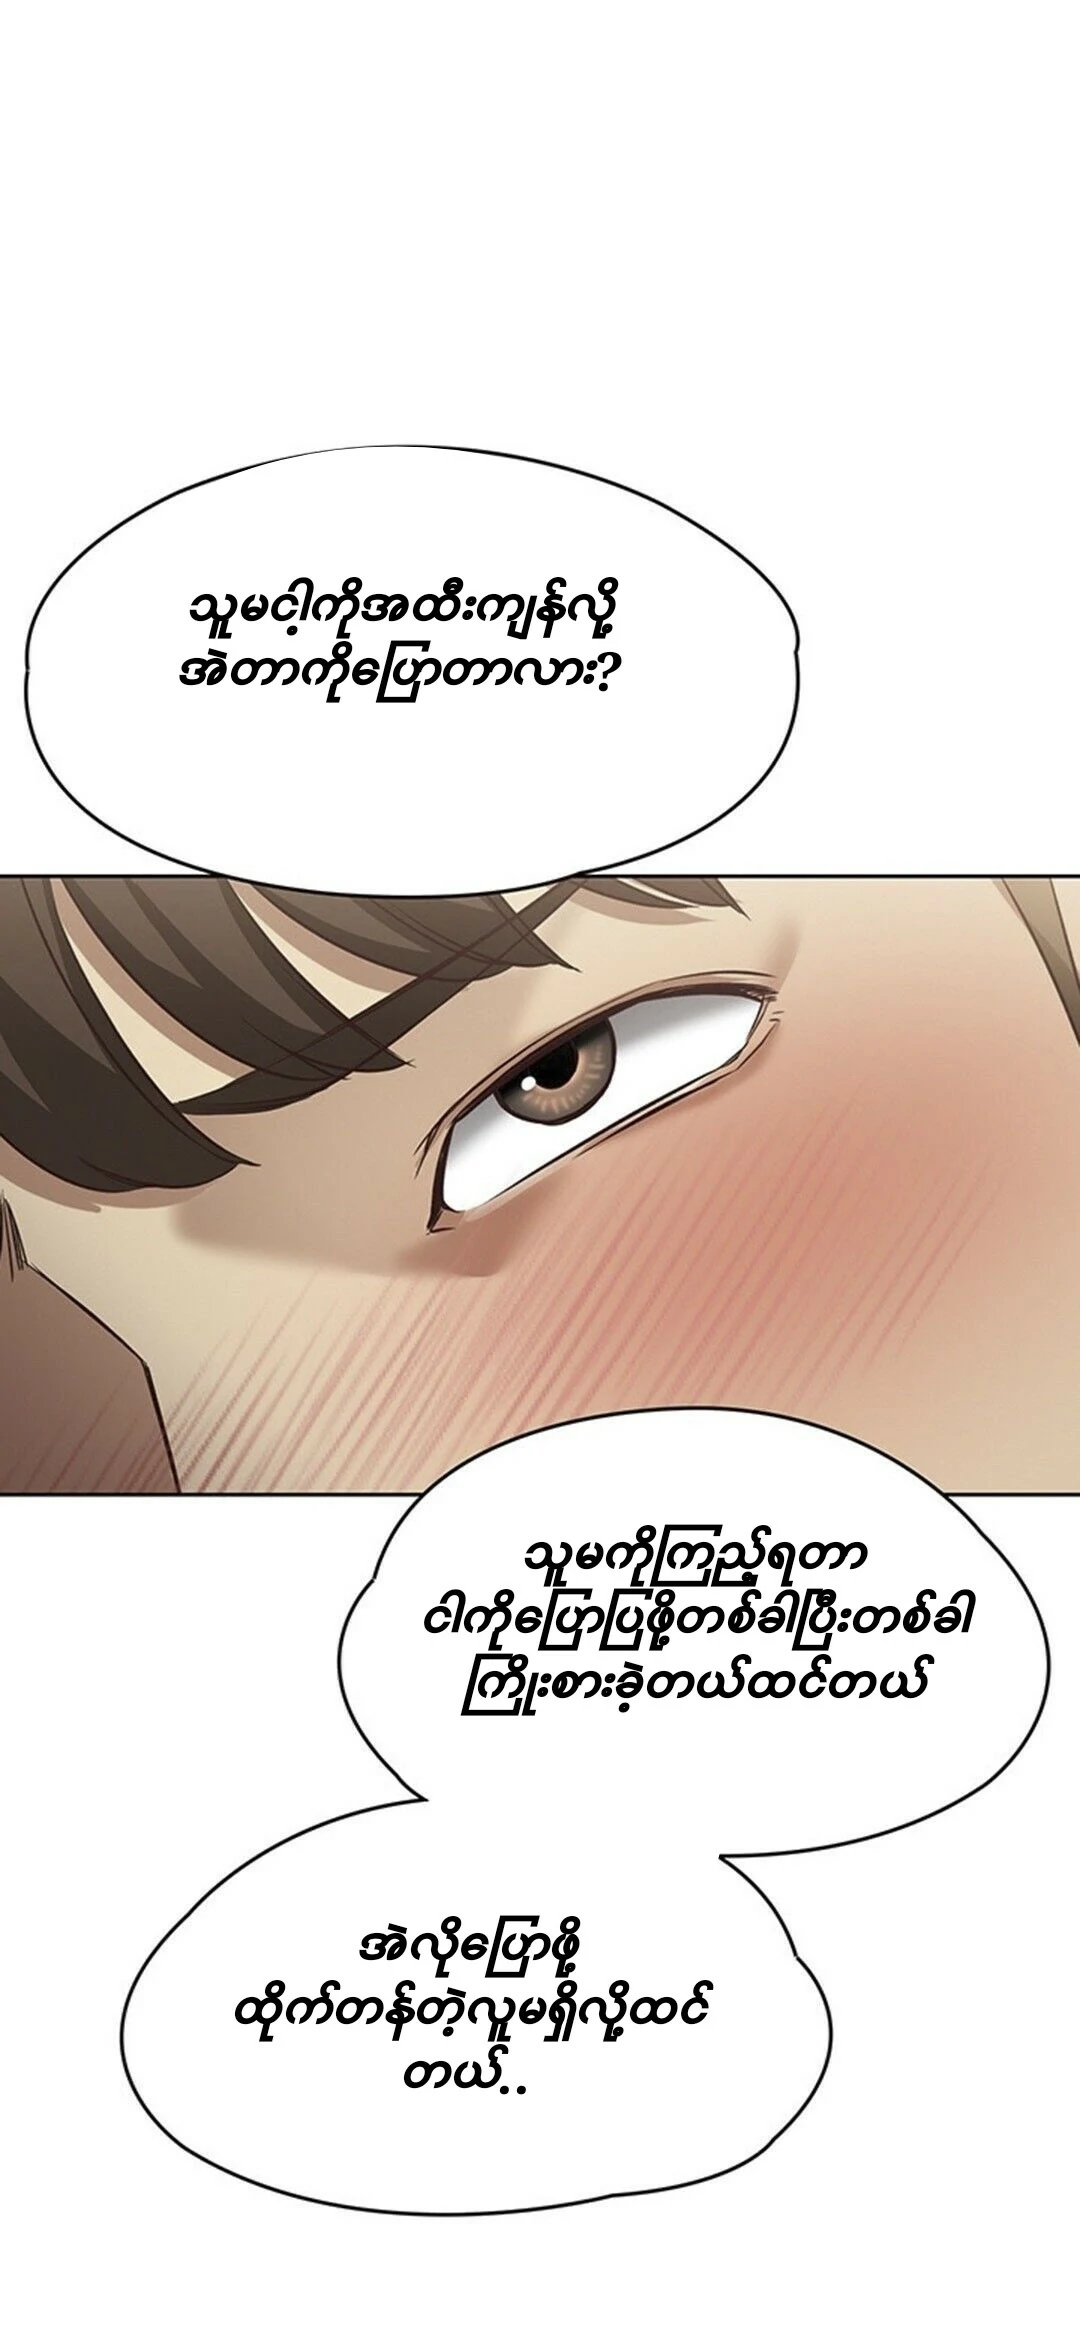 သူမငါ့ကိုအထီးကျန်လို့
အဲတာကိုပြောတာလား?
သူမကိုကြည့်ရတာ
ငါကိုပြောပြဖို့တစ်ခါပြီးတစ်ခါ
ကြိုးစားခဲ့တယ်ထင်တယ်
အဲလိုပြောဖို့
ထိုက်တန်တဲ့လူမရှိလို့ထင်
တယ်..